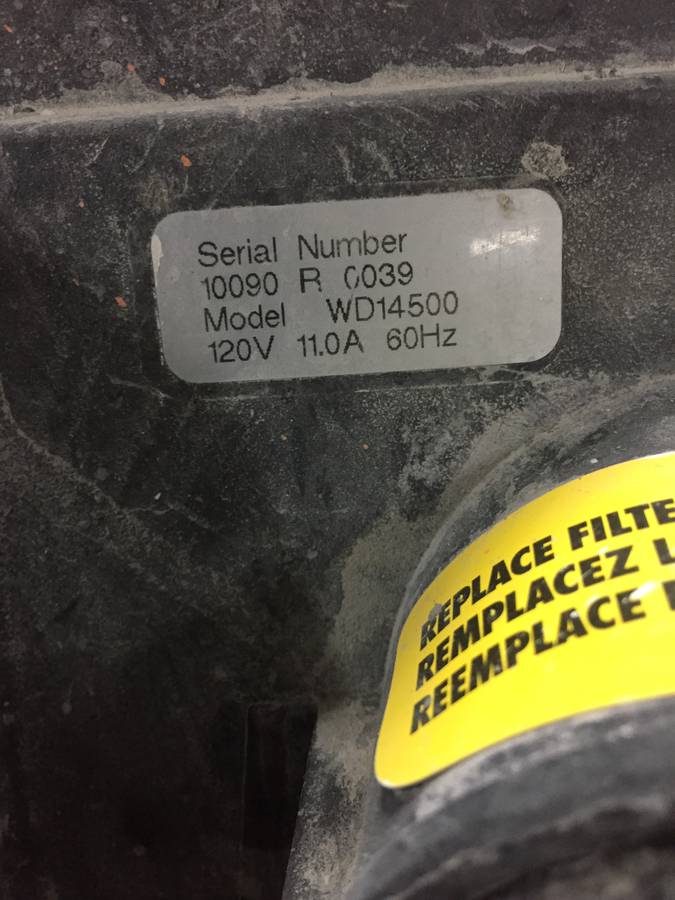 Serial Number
10090 R 0039
Model WD14500
120V 11.0A 60Hz
REPLACE FILTE
REMPLACEZ L
REEMPLACE